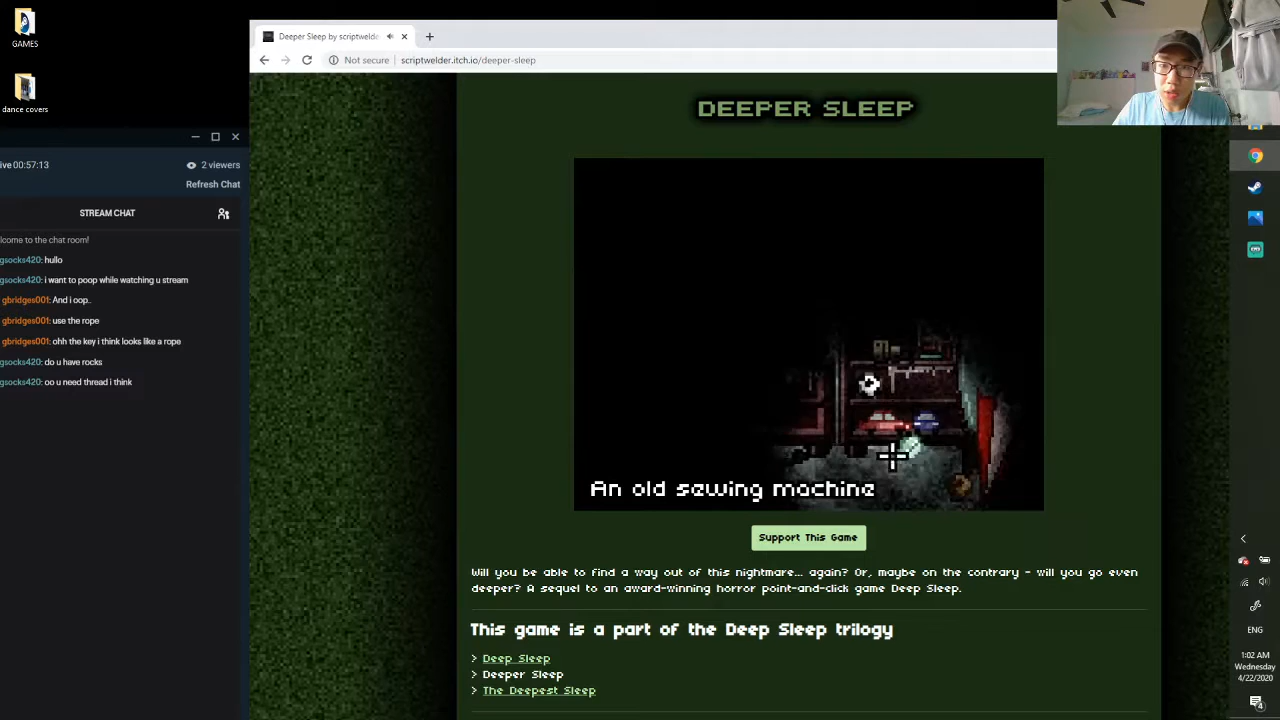 GAMES
dance covers
Deeper Sleep by scriptwelde
Not secure
scriptwelder.itch.io/deeper-sleep
ive 00:57:13
2 viewers
Refresh Chat
STREAM CHAT
lcome to the chat room!
gsocks420: hullo
gsocks420: i want to poop while watching u stream
gbridges001: And i oop..
gbridges001: use the rope
gbridges001: ohh the key i think looks like a rope
gsocks420: do u have rocks
gsocks420: oo u need thread i think
DEEPER SLEEP
An old sewing machine
Support This Game
Will you be able to find a way out of this nightmare... again? Or, maybe on the contrary - will you go even
deeper? A sequel to an award-winning horror point-and-click game Deep Sleep.
This game is a part of the Deep Sleep trilogy
> Deep Sleep
> Deeper Sleep
> The Deepest Sleep
ENG
1:02 AM
Wednesday
4/22/2020
4